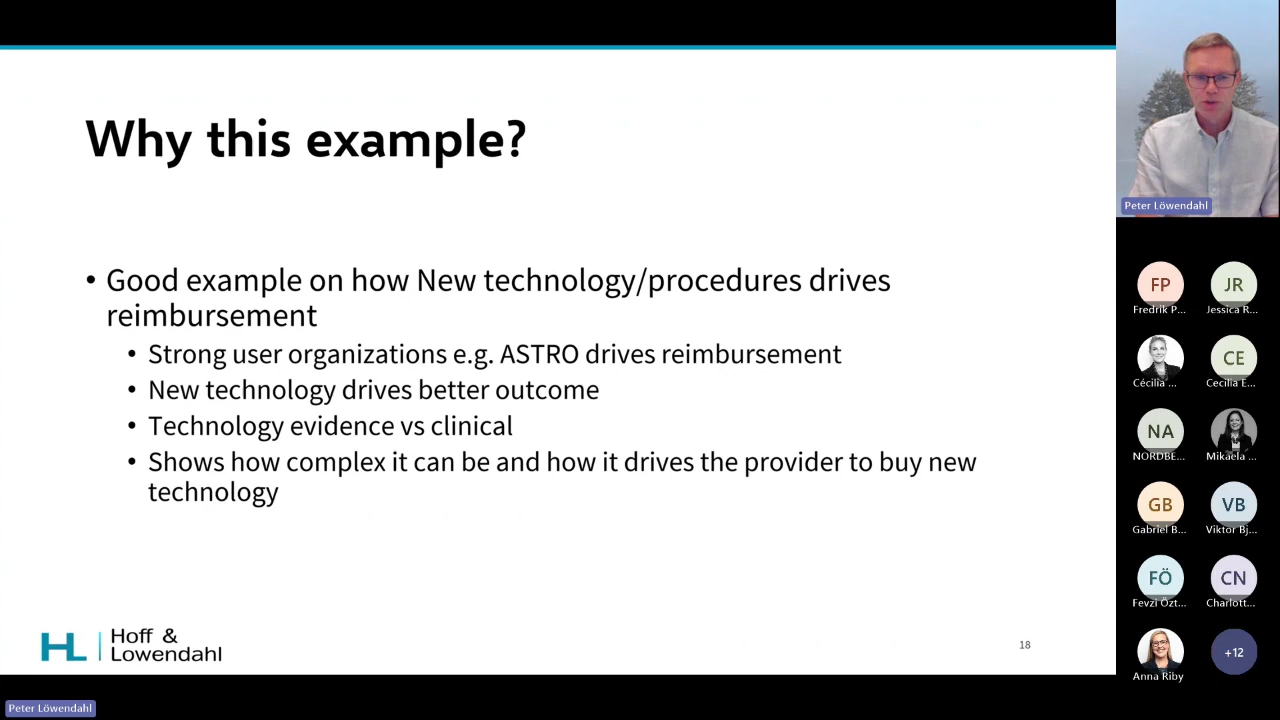 Why this example?
• Good example on how New technology/procedures drives
reimbursement
• Strong user organizations e.g. ASTRO drives reimbursement
• New technology drives better outcome
• Technology evidence vs clinical
• Shows how complex it can be and how it drives the provider to buy new
technology
HL
Hoff &
Lowendahl
18
Peter Löwendahl
Peter Löwendahl
FP
JR
Fredrik P...
Jessica R...
CE
Cécilia ...
Cecilia E...
NA
NORDBE...
Mikaela ...
GB
VB
Gabriel B...
Viktor Bj...
FÖ
CN
Fevzi Özt...
Charlott...
+12
Anna Riby